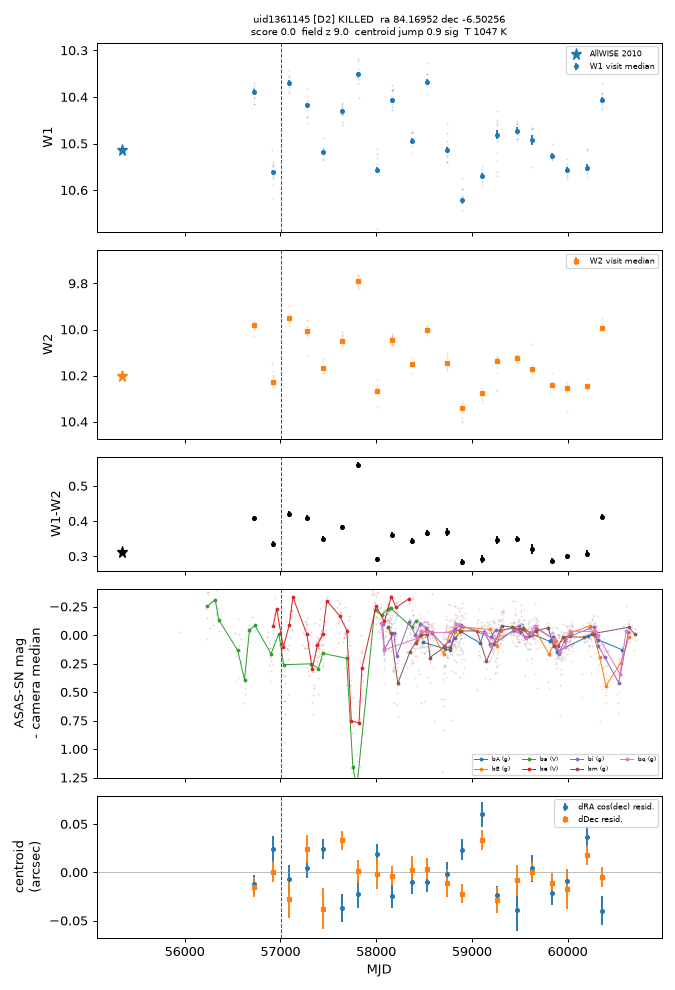 uid1361145 [D2] KILLED  ra 84.16952 dec -6.50256
score 0.0  field z 9.0  centroid jump 0.9 sig  T 1047 K
W1
10.3
10.4
10.5
10.6
AllWISE 2010
W1 visit median
W2
9.8
10.0
10.2
10.4
W2 visit median
W1-W2
0.5
0.4
0.3
ASAS-SN mag
- camera median
−0.25
0.00
0.25
0.50
0.75
1.00
1.25
bA (g)
bE (g)
ba (V)
be (V)
bi (g)
bm (g)
bq (g)
centroid
(arcsec)
0.05
0.00
−0.05
dRA cos(dec) resid.
dDec resid.
56000
57000
58000
59000
60000
MJD